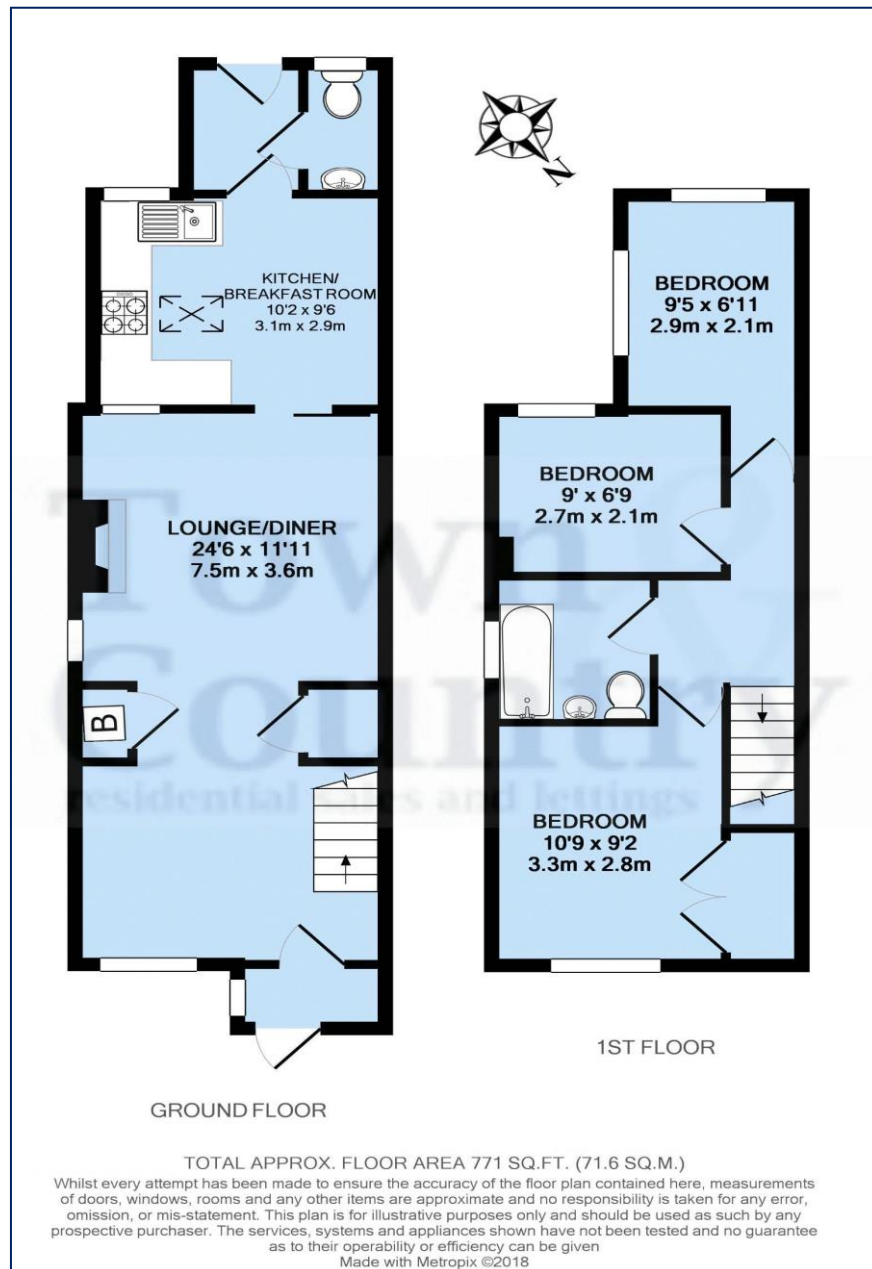 N
KITCHEN/
BREAKFAST ROOM
10'2 x 9'6
3.1m x 2.9m
BEDROOM
9'5 x 6'11
2.9m x 2.1m
BEDROOM
9' x 6'9
2.7m x 2.1m
LOUNGE/DINER
24'6 x 11'11
7.5m x 3.6m
Town &
Country
residential sales and lettings
B
BEDROOM
10'9 x 9'2
3.3m x 2.8m
1ST FLOOR
GROUND FLOOR
TOTAL APPROX. FLOOR AREA 771 SQ.FT. (71.6 SQ.M.)
Whilst every attempt has been made to ensure the accuracy of the floor plan contained here, measurements
of doors, windows, rooms and any other items are approximate and no responsibility is taken for any error,
omission, or mis-statement. This plan is for illustrative purposes only and should be used as such by any
prospective purchaser. The services, systems and appliances shown have not been tested and no guarantee
as to their operability or efficiency can be given
Made with Metropix ©2018